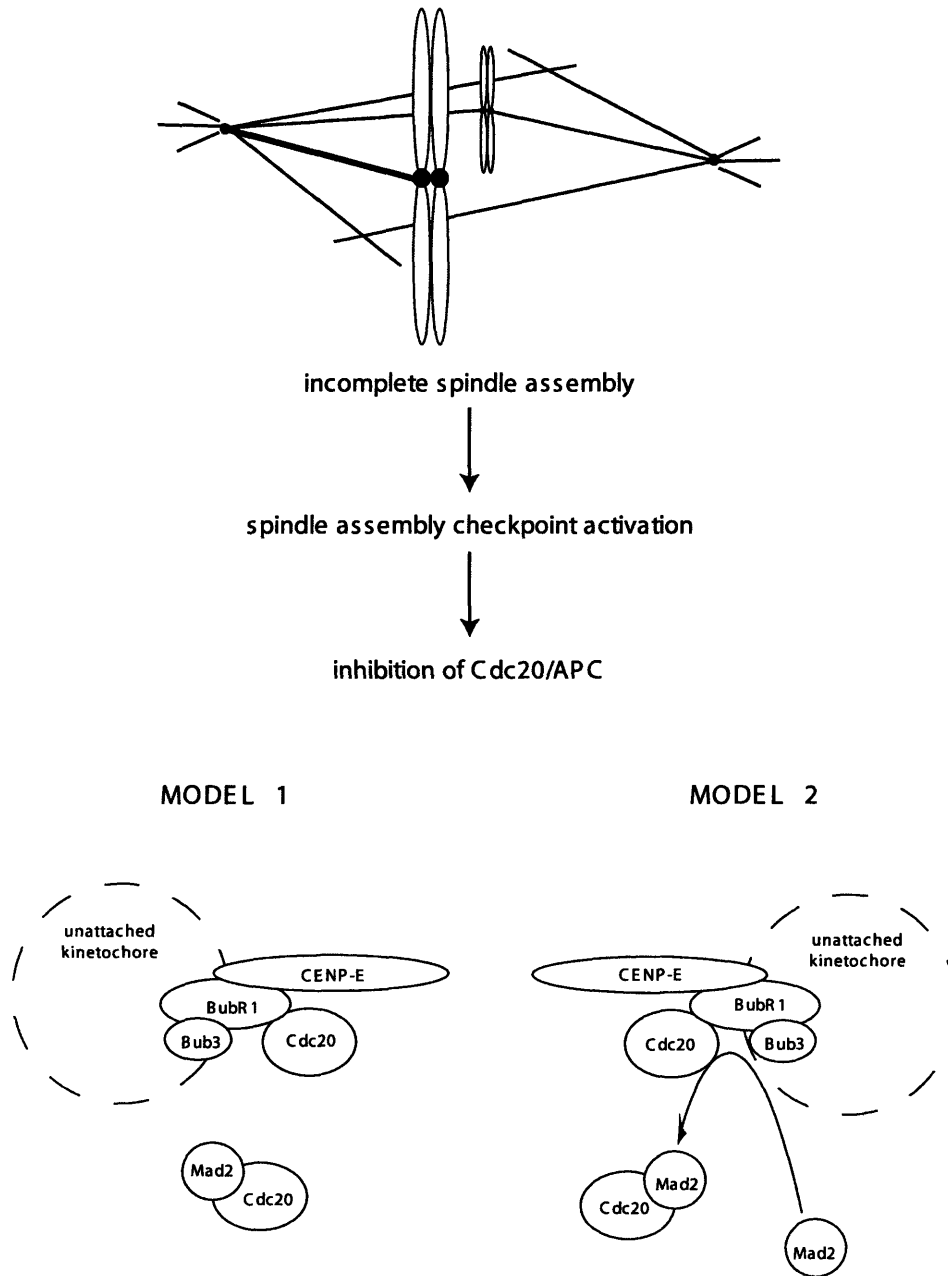 incomplete spindle assembly
spindle assembly checkpoint activation
inhibition of Cdc20/APC
MODEL 1
unattached
kinetochore
CENP-E
BubR1
Bub3
Cdc20
Mad2
Cdc20
MODEL 2
unattached
kinetochore
CENP-E
BubR1
Cdc20
Bub3
Mad2
Cdc20
Mad2